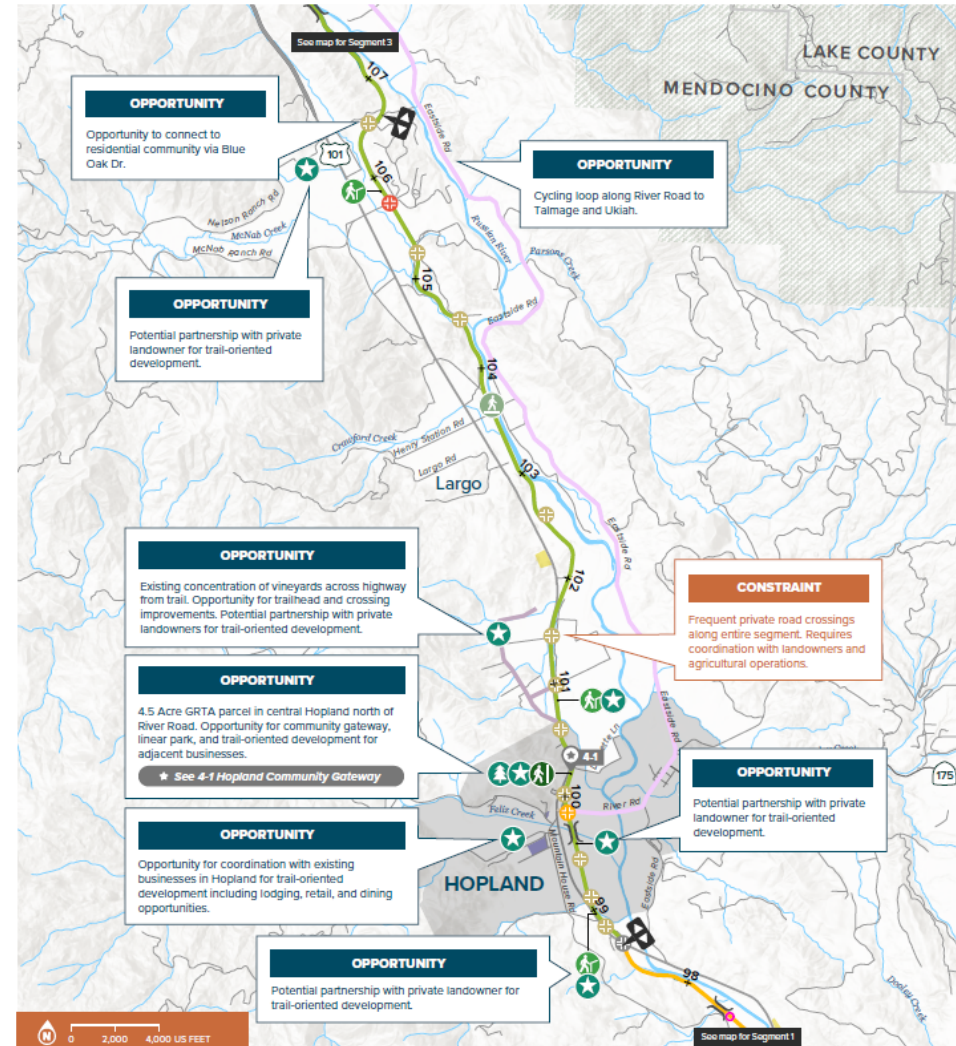 See map for Segment 3
LAKE COUNTY
MENDOCINO COUNTY
107
OPPORTUNITY
Opportunity to connect to
residential community via Blue
Oak Dr.
Eastside Rd
101
106
OPPORTUNITY
Cycling loop along River Road to
Talmage and Ukiah.
Nelson Ranch Rd
McNab Creek
McNab Ranch Rd
Russian River
Parsons Creek
105
OPPORTUNITY
Potential partnership with private
landowner for trail-oriented
development.
Eastside Rd
104
Crawford Creek
Henry Station Rd
Largo Rd
Largo
103
Eastside Rd
OPPORTUNITY
Existing concentration of vineyards across highway
from trail. Opportunity for trailhead and crossing
improvements. Potential partnership with private
landowners for trail-oriented development.
102
CONSTRAINT
Frequent private road crossings
along entire segment. Requires
coordination with landowners and
agricultural operations.
101
Eastside Rd
OPPORTUNITY
4.5 Acre GRTA parcel in central Hopland north of
River Road. Opportunity for community gateway,
linear park, and trail-oriented development for
adjacent businesses.
See 4-1 Hopland Community Gateway
Ln
4-1
100
175
OPPORTUNITY
Potential partnership with private
landowner for trail-oriented
development.
River Rd
Feliz Creek
OPPORTUNITY
Opportunity for coordination with existing
businesses in Hopland for trail-oriented
development including lodging, retail, and dining
opportunities.
Mountain House Rd
HOPLAND
Eastside Rd
99
OPPORTUNITY
Potential partnership with private landowner for
trail-oriented development.
98
Dooley Creek
N
0 2,000 4,000 US FEET
See map for Segment 1